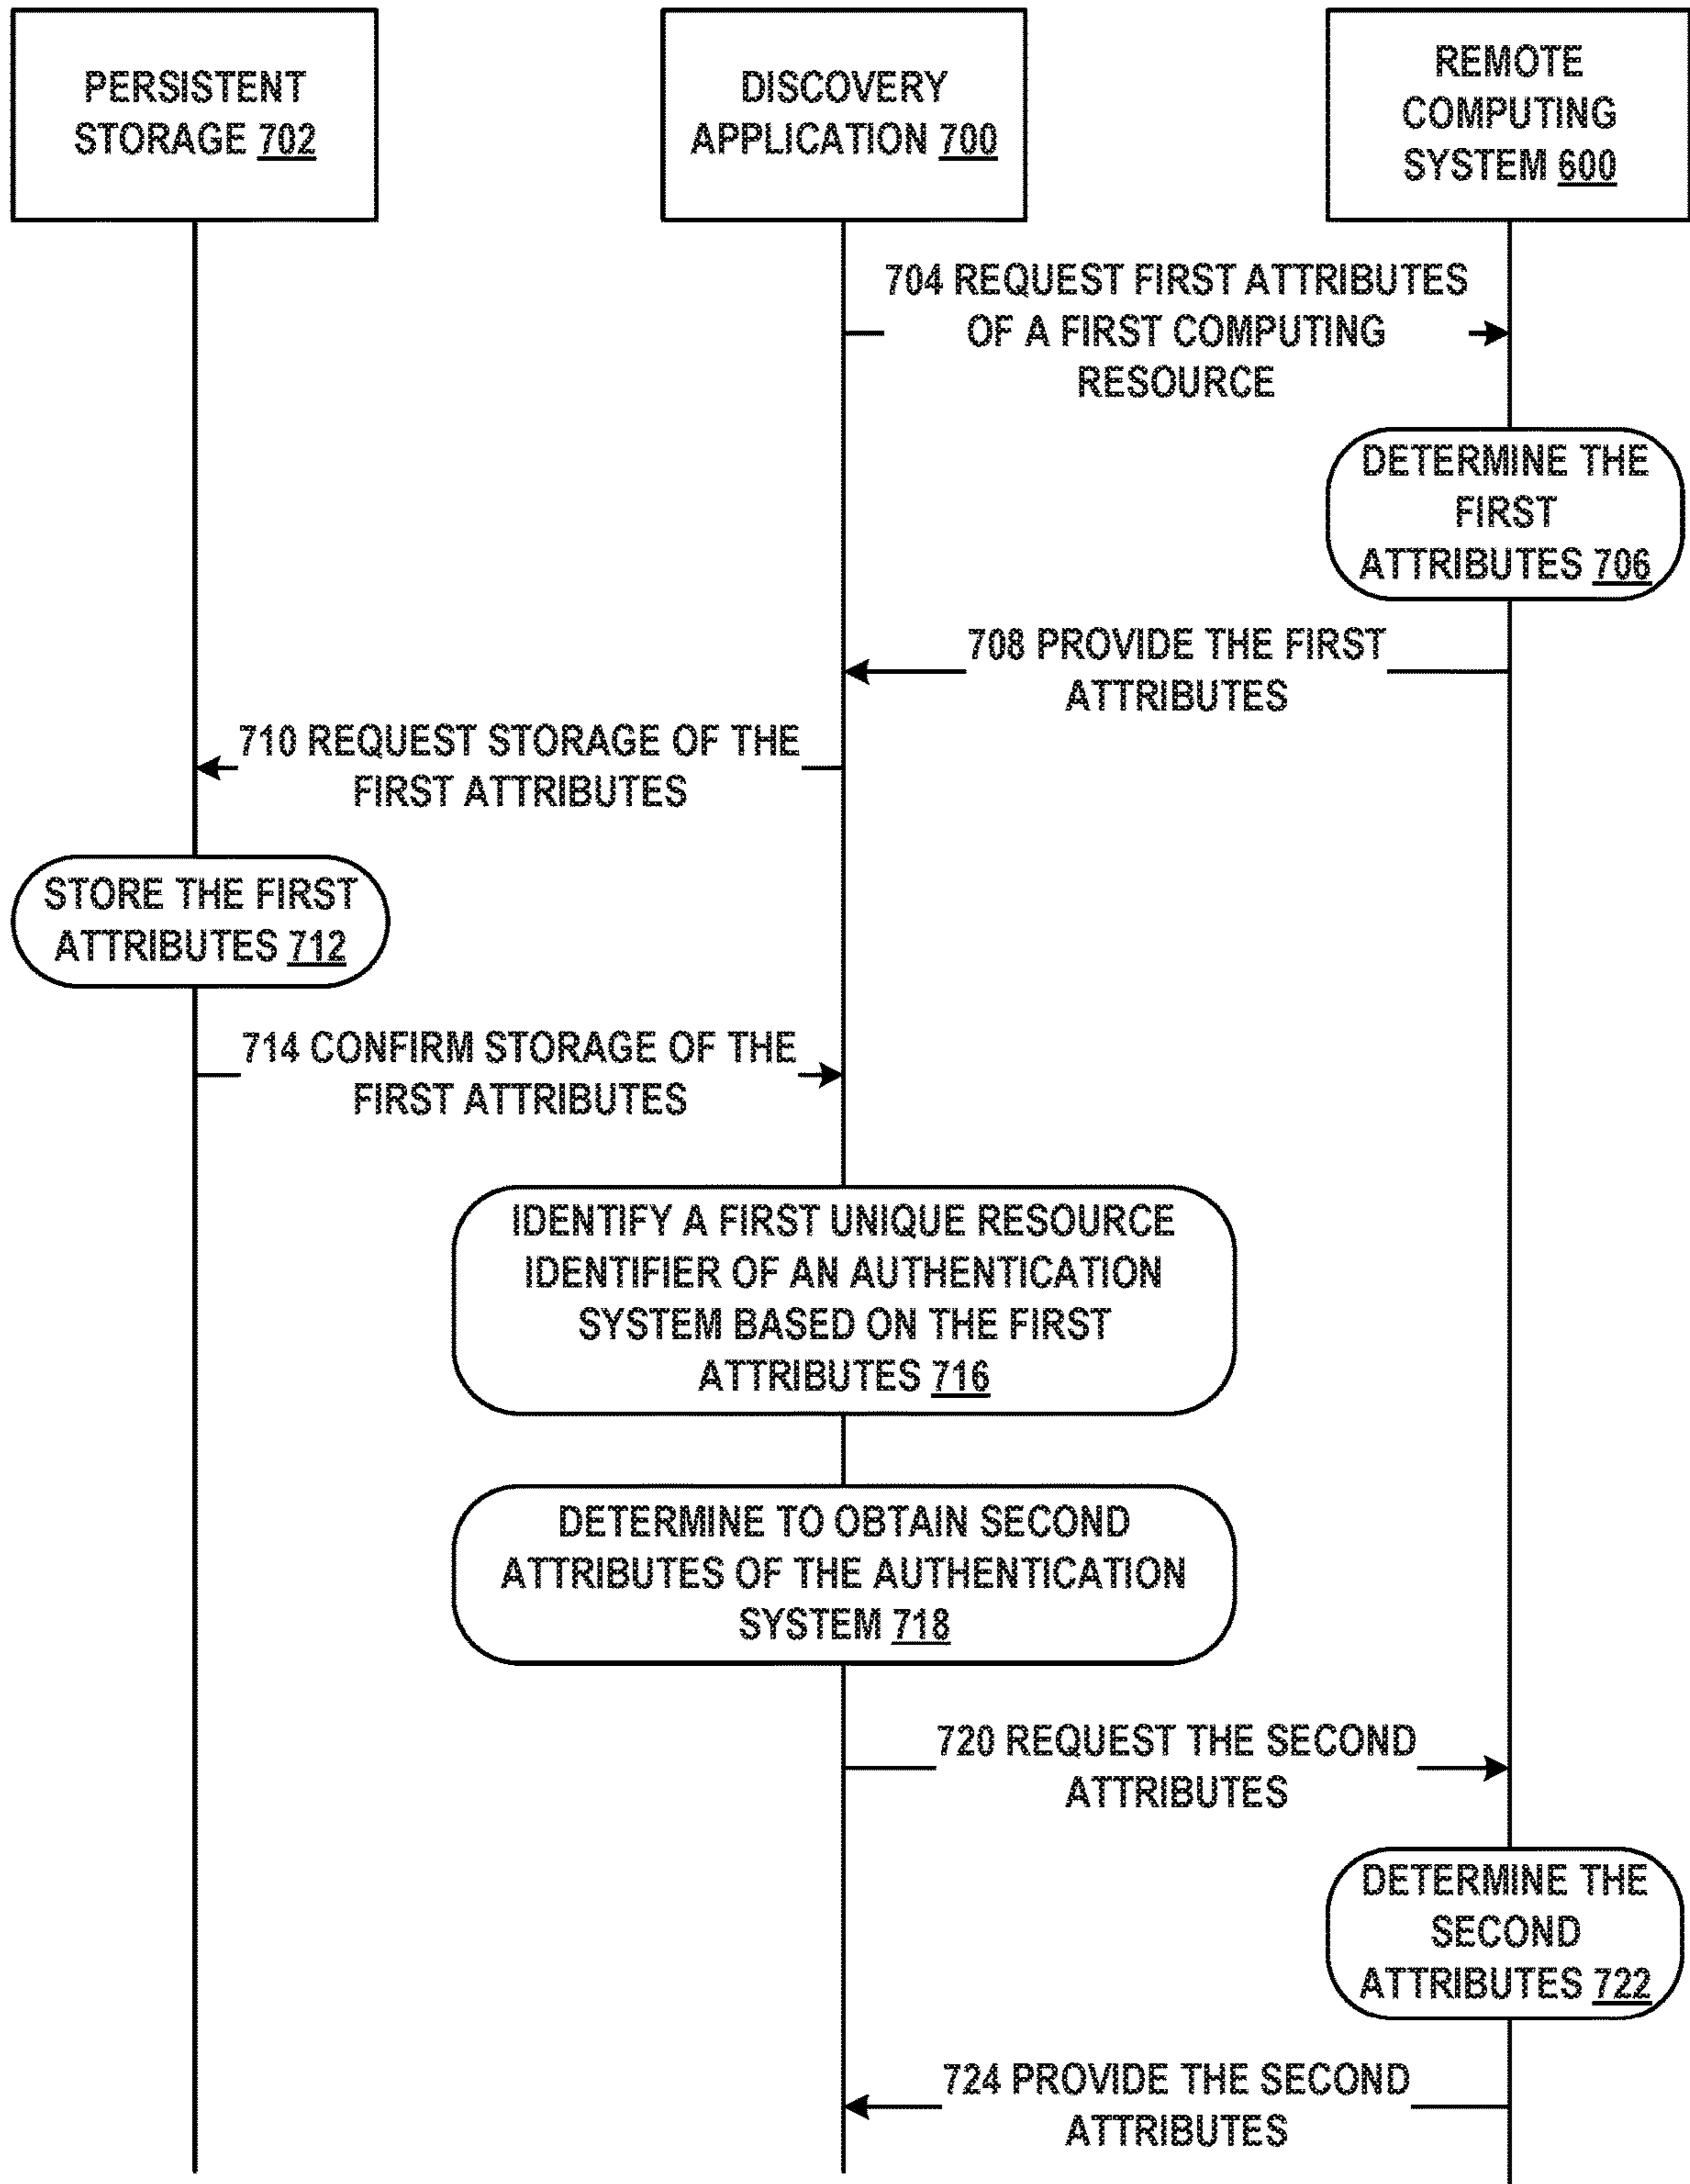 PERSISTENT
STORAGE 702
DISCOVERY
APPLICATION 700
REMOTE
COMPUTING
SYSTEM 600
704 REQUEST FIRST ATTRIBUTES
OF A FIRST COMPUTING
RESOURCE
DETERMINE THE
FIRST
ATTRIBUTES 706
708 PROVIDE THE FIRST
ATTRIBUTES
710 REQUEST STORAGE OF THE
FIRST ATTRIBUTES
STORE THE FIRST
ATTRIBUTES 712
714 CONFIRM STORAGE OF THE
FIRST ATTRIBUTES
IDENTIFY A FIRST UNIQUE RESOURCE
IDENTIFIER OF AN AUTHENTICATION
SYSTEM BASED ON THE FIRST
ATTRIBUTES 716
DETERMINE TO OBTAIN SECOND
ATTRIBUTES OF THE AUTHENTICATION
SYSTEM 718
720 REQUEST THE SECOND
ATTRIBUTES
DETERMINE THE
SECOND
ATTRIBUTES 722
724 PROVIDE THE SECOND
ATTRIBUTES